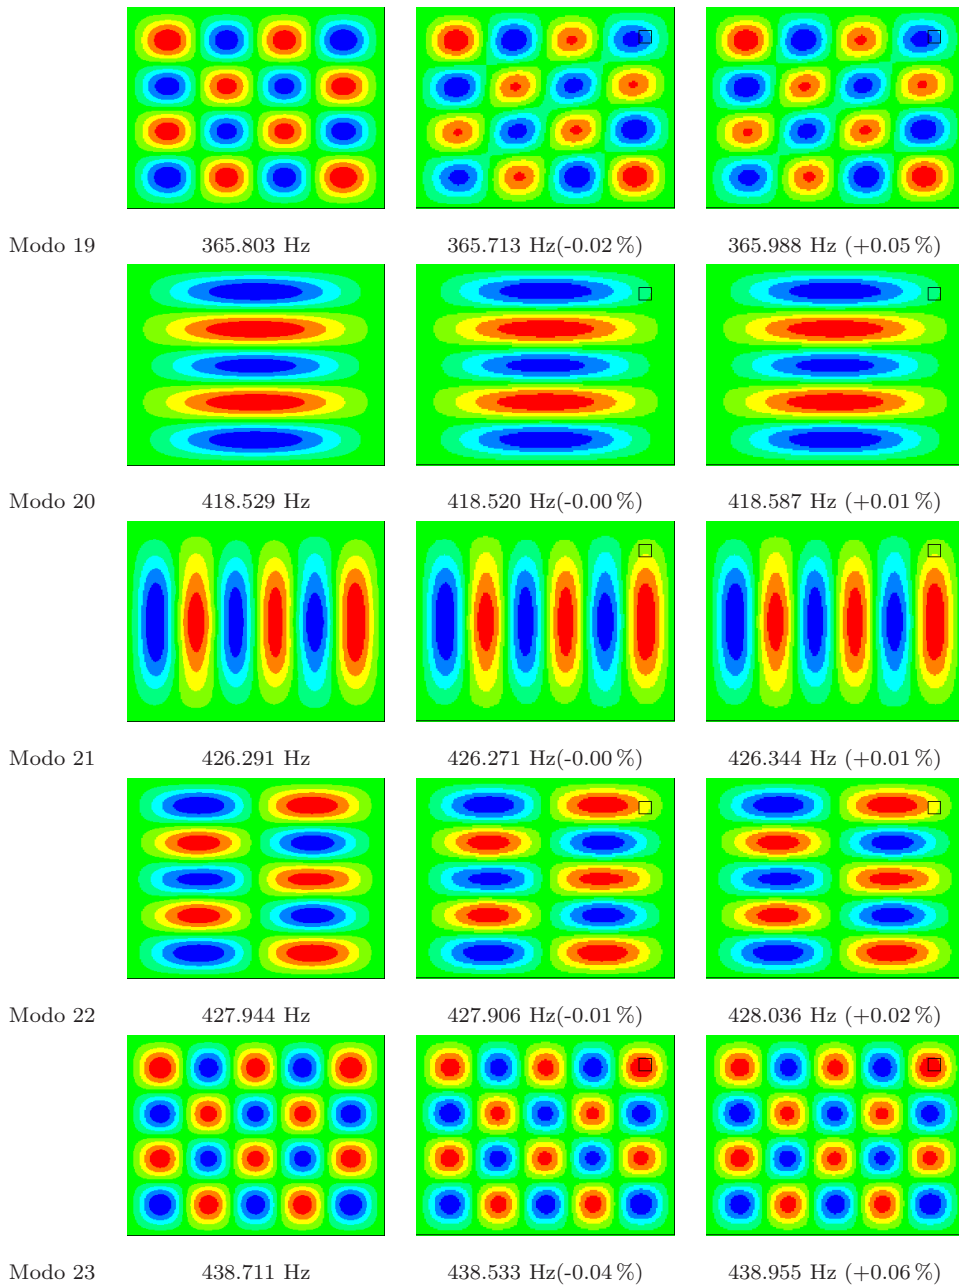 Modo 19 365.803 Hz 365.713 Hz(-0.02 %) 365.988 Hz (+0.05 %)
Modo 20 418.529 Hz 418.520 Hz(-0.00 %) 418.587 Hz (+0.01 %)
Modo 21 426.291 Hz 426.271 Hz(-0.00 %) 426.344 Hz (+0.01 %)
Modo 22 427.944 Hz 427.906 Hz(-0.01 %) 428.036 Hz (+0.02 %)
Modo 23 438.711 Hz 438.533 Hz(-0.04 %) 438.955 Hz (+0.06 %)